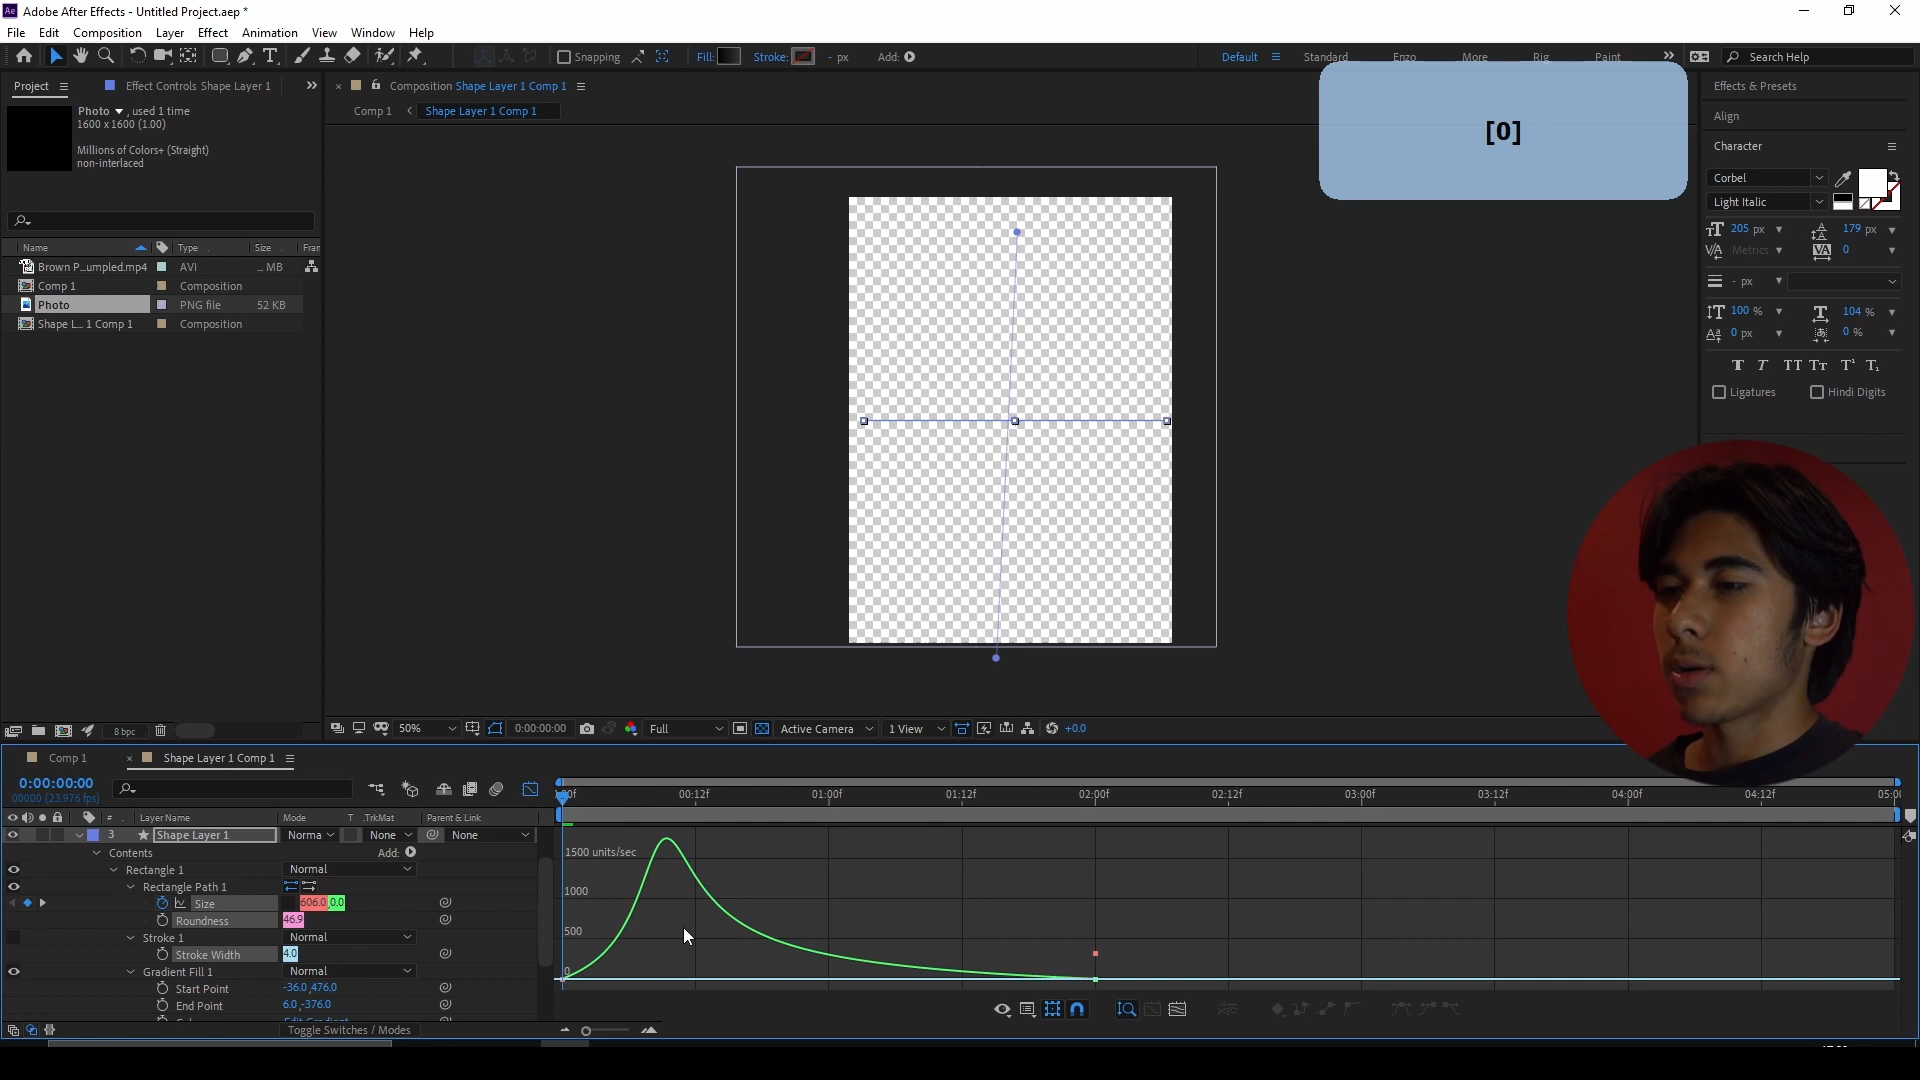 Ae Adobe After Effects - Untitled Project.aep *
File Edit Composition Layer Effect Animation View Window Help
Snapping Fill: Stroke: - px Add: Default Standard Enzo More Rig Paint Search Help
Project Effect Controls Shape Layer 1
Composition Shape Layer 1 Comp 1
Effects & Presets
Photo , used 1 time
1600 x 1600 (1.00)
Millions of Colors+ (Straight)
non-interlaced
Comp 1 Shape Layer 1 Comp 1
[0]
Align
Character
Corbel
Light Italic
205 px 179 px
Metrics 0
- px
100 % 104 %
0 px 0 %
T T TT Tт T¹ T₁
Ligatures Hindi Digits
Name Type Size Fran
Brown P...umpled.mp4 AVI ... MB
Comp 1 Composition
Photo PNG file 52 KB
Shape L... 1 Comp 1 Composition
8 bpc
50% 0:00:00:00 Full Active Camera 1 View +0.0
Comp 1 Shape Layer 1 Comp 1
0:00:00:00
00000 (23.976 fps)
:00f 00:12f 01:00f 01:12f 02:00f 02:12f 03:00f 03:12f 04:00f 04:12f 05:00
# Layer Name Mode T .TrkMat Parent & Link
3 Shape Layer 1 Norma None None
Contents Add:
Rectangle 1 Normal
Rectangle Path 1
Size 606.0,0.0
Roundness 46.9
Stroke 1 Normal
Stroke Width 4.0
Gradient Fill 1 Normal
Start Point -36.0,476.0
End Point 6.0,-376.0
Toggle Switches / Modes
1500 units/sec
1000
500
0